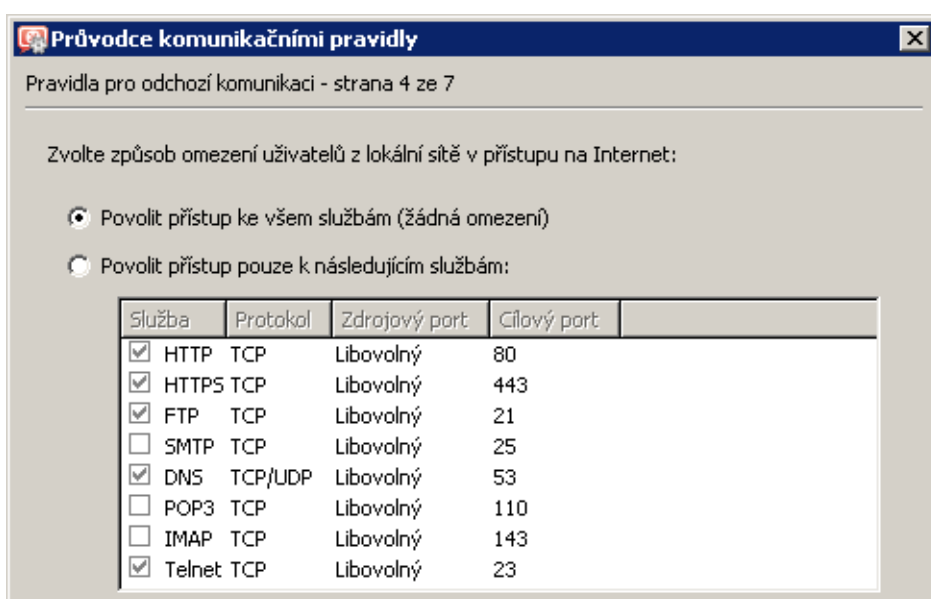 Průvodce komunikačními pravidly
Pravidla pro odchozí komunikaci - strana 4 ze 7
Zvolte způsob omezení uživatelů z lokální sítě v přístupu na Internet:
Povolit přístup ke všem službám (žádná omezení)
Povolit přístup pouze k následujícím službám:
Služba Protokol Zdrojový port Cílový port
HTTP TCP Libovolný 80
HTTPS TCP Libovolný 443
FTP TCP Libovolný 21
SMTP TCP Libovolný 25
DNS TCP/UDP Libovolný 53
POP3 TCP Libovolný 110
IMAP TCP Libovolný 143
Telnet TCP Libovolný 23